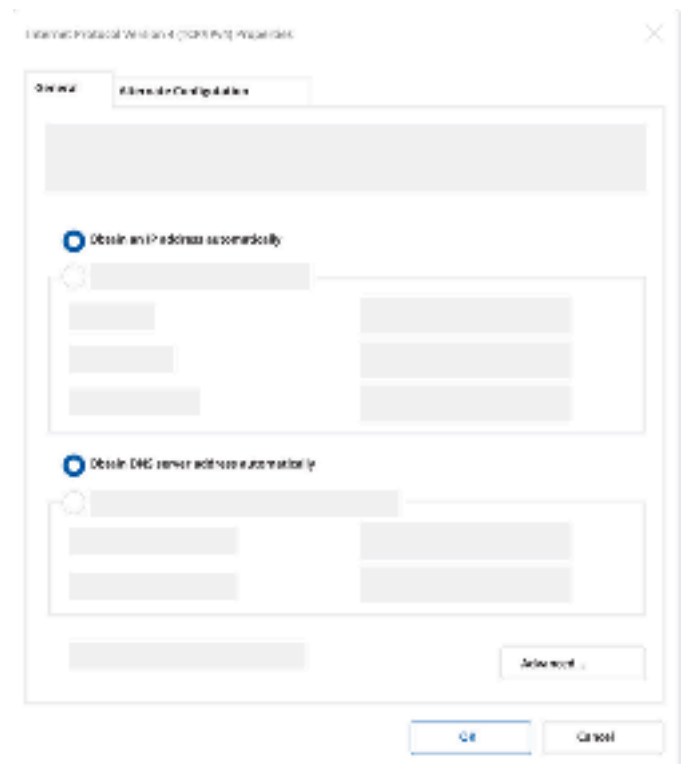 Internet Protocol Version 4 (TCP/IPv4) Properties
General
Alternate Configutation
Obtain an IP address automatically
Obtain DNS server address automatically
Advanced...
OK
Cancel